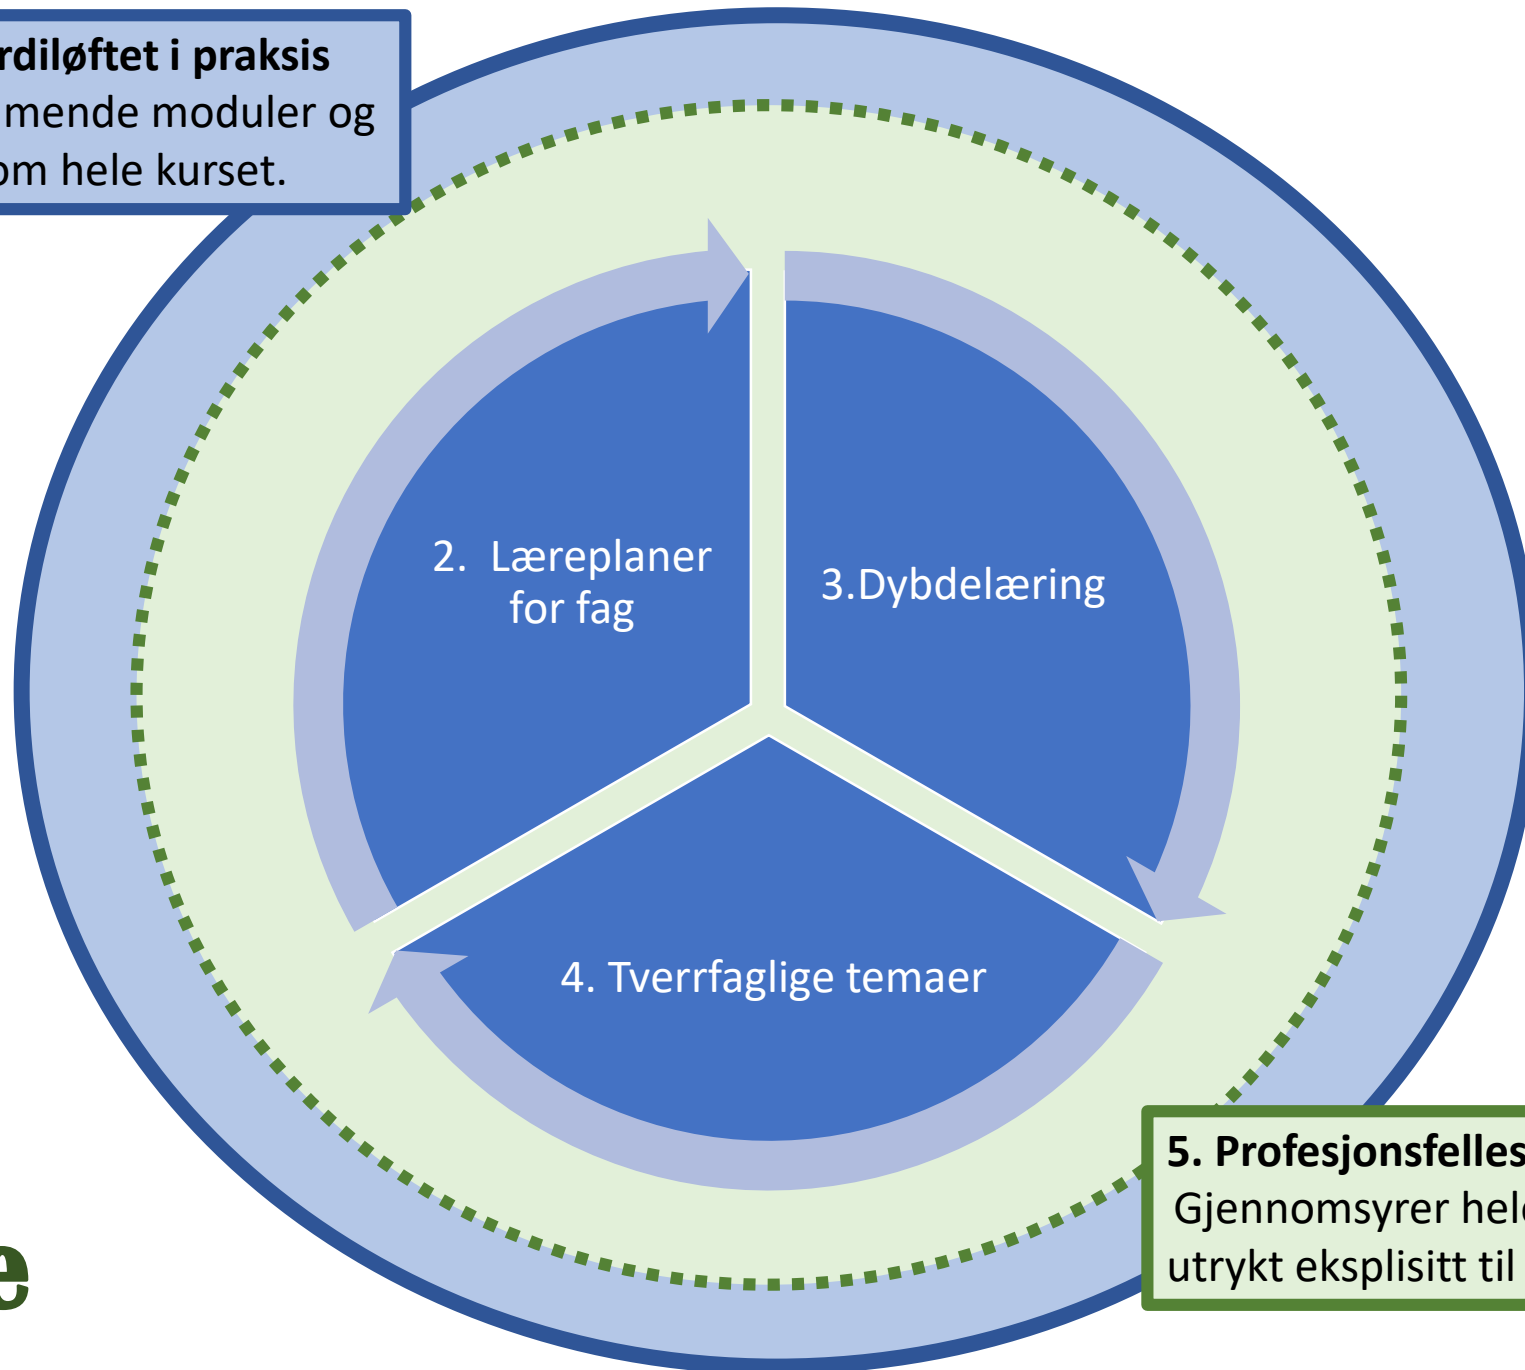 rdiløftet i praksis
mende moduler og
om hele kurset.
2. Læreplaner
for fag
3.Dybdelæring
4. Tverrfaglige temaer
5. Profesjonsfelles
Gjennomsyrer hele
utrykt eksplisitt til
e